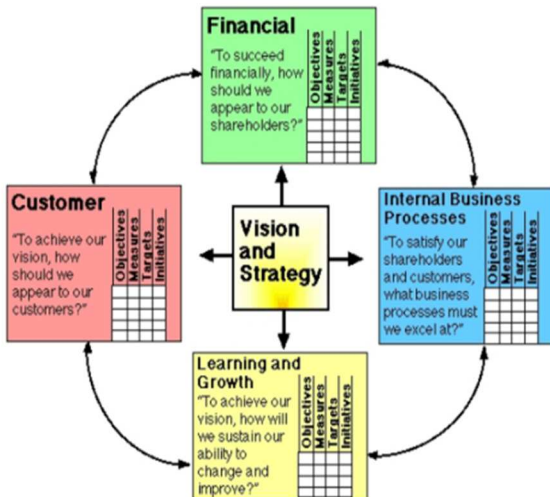 Financial
"To succeed
financially, how
should we
appear to our
shareholders?"
Objectives
Measures
Targets
Initiatives
Customer
"To achieve our
vision, how
should we
appear to our
customers?"
Objectives
Measures
Targets
Initiatives
Vision
and
Strategy
Internal Business
Processes
"To satisfy our
shareholders
and customers,
what business
processes must
we excel at?"
Objectives
Measures
Targets
Initiatives
Learning and
Growth
"To achieve our
vision, how will
we sustain our
ability to
change and
improve?"
Objectives
Measures
Targets
Initiatives